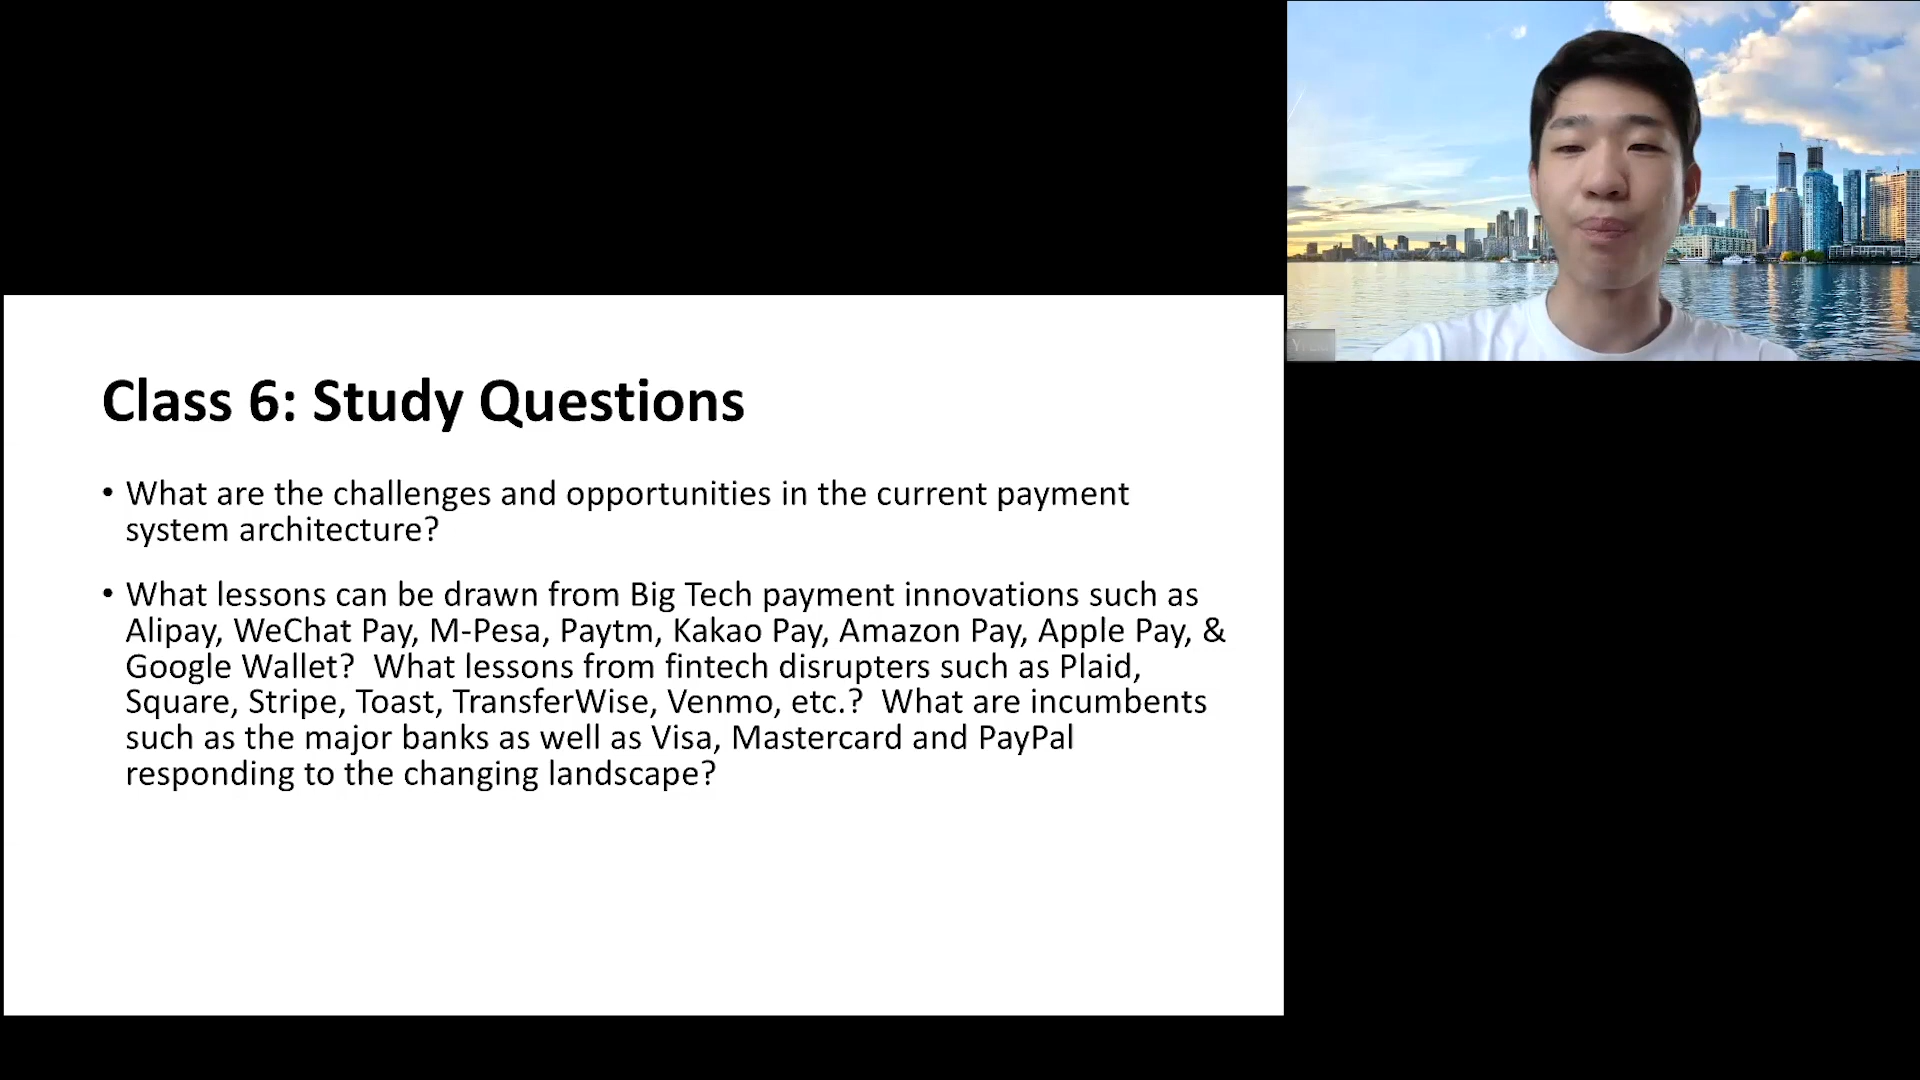 Class 6: Study Questions
• What are the challenges and opportunities in the current payment
system architecture?
• What lessons can be drawn from Big Tech payment innovations such as
Alipay, WeChat Pay, M-Pesa, Paytm, Kakao Pay, Amazon Pay, Apple Pay, &
Google Wallet?  What lessons from fintech disrupters such as Plaid,
Square, Stripe, Toast, TransferWise, Venmo, etc.?  What are incumbents
such as the major banks as well as Visa, Mastercard and PayPal
responding to the changing landscape?